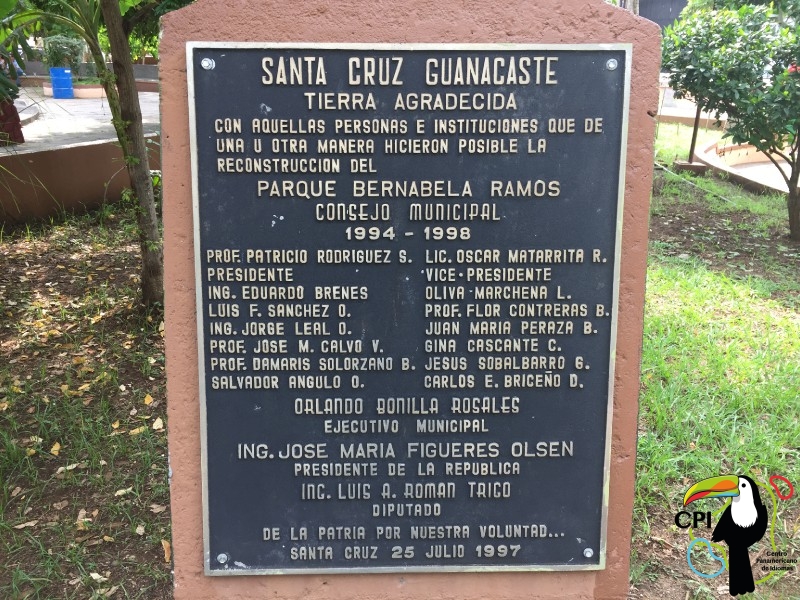 SANTA CRUZ GUANACASTE
TIERRA AGRADECIDA
CON AQUELLAS PERSONAS E INSTITUCIONES QUE DE
UNA U OTRA MANERA HICIERON POSIBLE LA
RECONSTRUCCION DEL
PARQUE BERNABELA RAMOS
CONSEJO MUNICIPAL
1994 - 1998
PROF. PATRICIO RODRIGUEZ S. LIC. OSCAR MATARRITA R.
PRESIDENTE VICE-PRESIDENTE
ING. EDUARDO BRENES OLIVA MARCHENA L.
LUIS F. SANCHEZ O. PROF. FLOR CONTRERAS B.
ING. JORGE LEAL O. JUAN MARIA PERAZA B.
PROF. JOSE M. CALVO V. GINA CASCANTE C.
PROF. DAMARIS SOLORZANO B. JESUS SOBALBARRO G.
SALVADOR ANGULO O. CARLOS E. BRICEÑO D.
ORLANDO BONILLA ROSALES
EJECUTIVO MUNICIPAL
ING. JOSE MARIA FIGUERES OLSEN
PRESIDENTE DE LA REPUBLICA
ING. LUIS A. ROMAN TRIGO
DIPUTADO
DE LA PATRIA POR NUESTRA VOLUNTAD...
SANTA CRUZ 25 JULIO 1997
CPI
Centro
Panamericano
de Idiomas